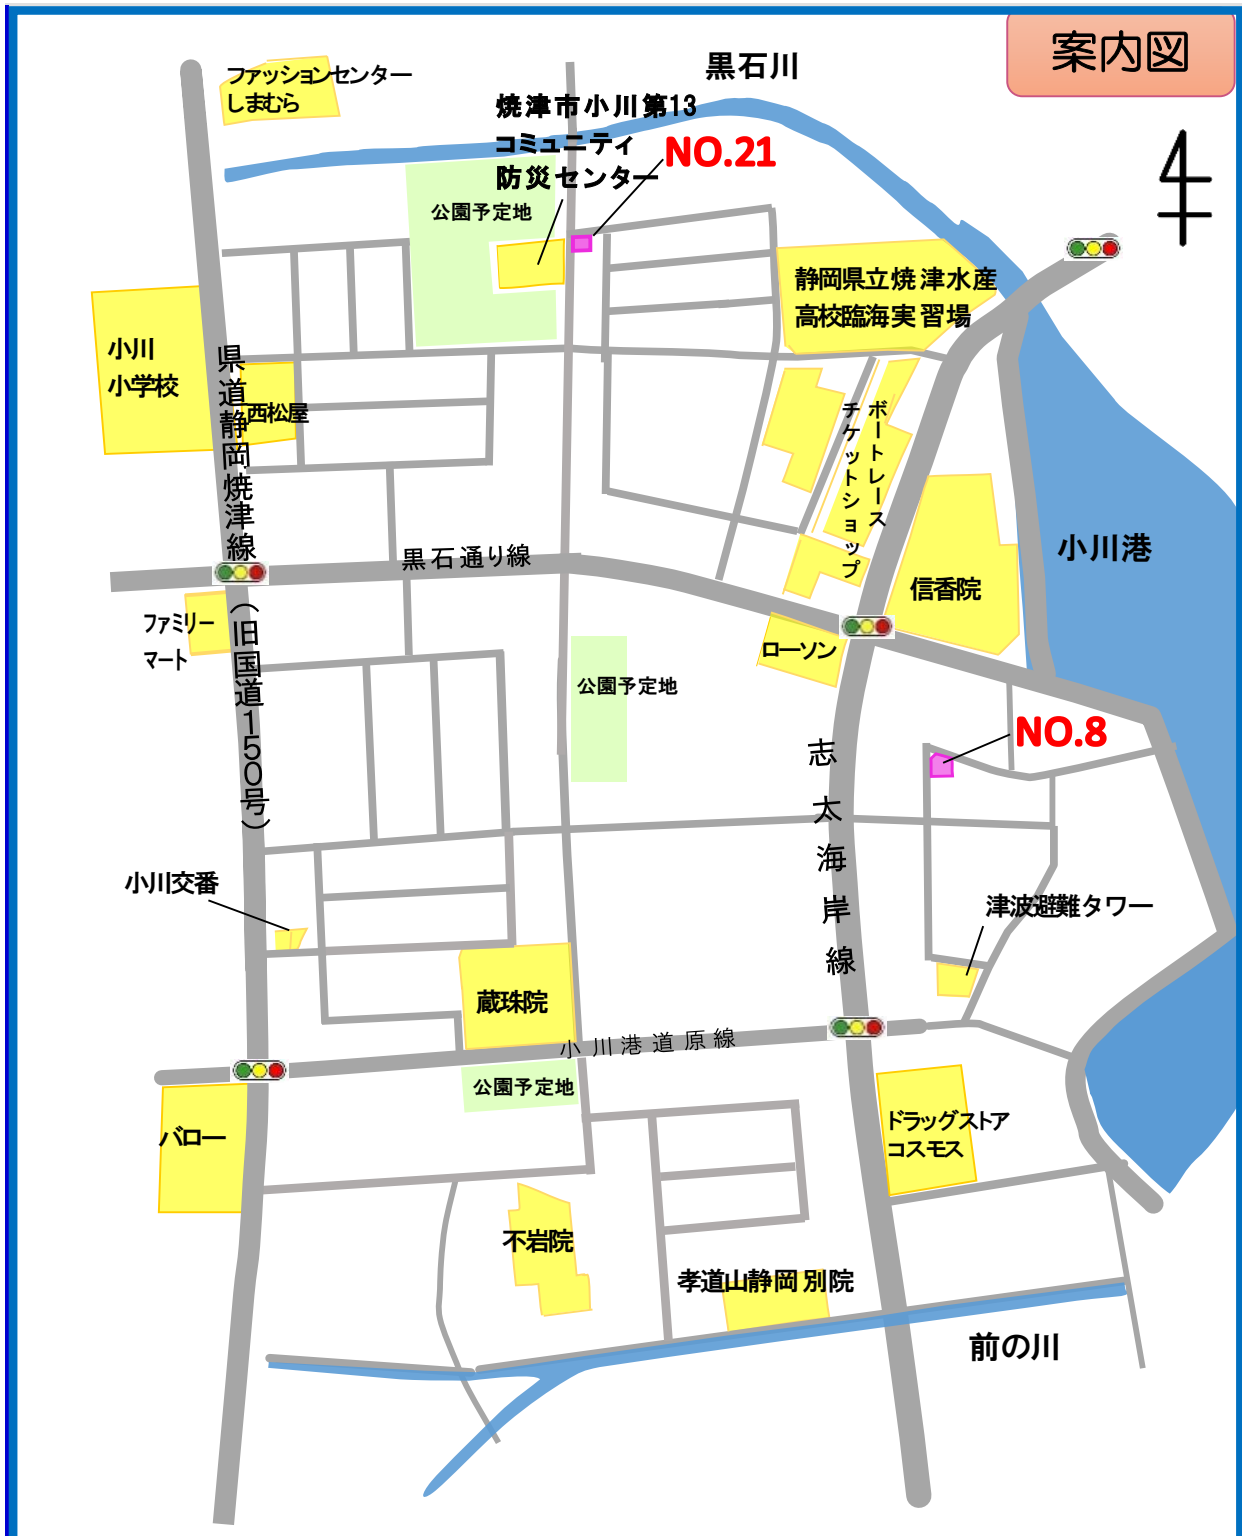 案内図
黒石川
ファッションセンター
しまむら
焼津市小川第13
コミュニティ
防災センター
NO.21
公園予定地
静岡県立焼津水産
高校臨海実習場
小川
小学校
西松屋
県道静岡焼津線（旧国道150号）
ボートレース
チケットショップ
黒石通り線
小川港
信香院
ファミリー
マート
ローソン
公園予定地
NO.8
志太海岸線
小川交番
津波避難タワー
蔵珠院
小川港道原線
公園予定地
バロー
ドラッグストア
コスモス
不岩院
孝道山静岡別院
前の川